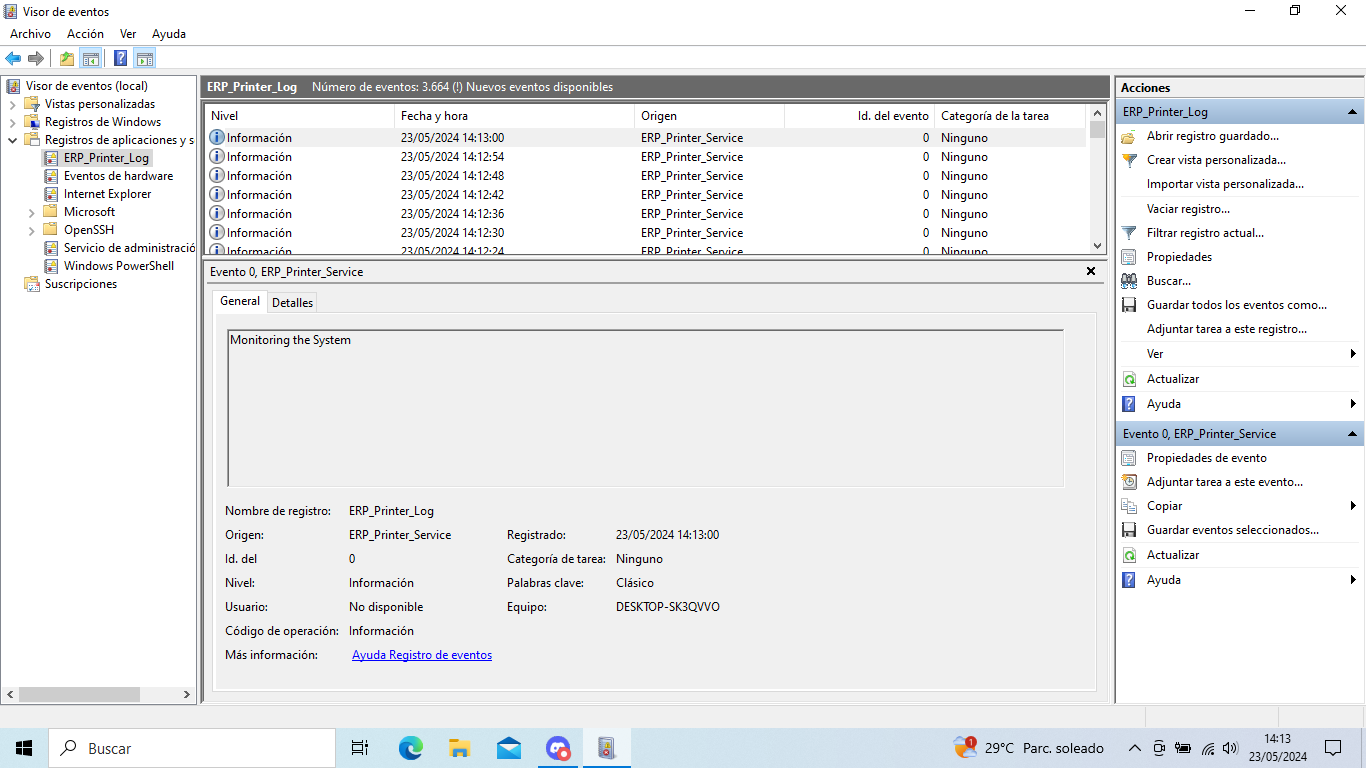 Visor de eventos
Archivo Acción Ver Ayuda
Visor de eventos (local)
Vistas personalizadas
Registros de Windows
Registros de aplicaciones y s
ERP_Printer_Log
Eventos de hardware
Internet Explorer
Microsoft
OpenSSH
Servicio de administració
Windows PowerShell
Suscripciones
ERP_Printer_Log Número de eventos: 3.664 (!) Nuevos eventos disponibles
Nivel Fecha y hora Origen Id. del evento Categoría de la tarea
Información 23/05/2024 14:13:00 ERP_Printer_Service 0 Ninguno
Información 23/05/2024 14:12:54 ERP_Printer_Service 0 Ninguno
Información 23/05/2024 14:12:48 ERP_Printer_Service 0 Ninguno
Información 23/05/2024 14:12:42 ERP_Printer_Service 0 Ninguno
Información 23/05/2024 14:12:36 ERP_Printer_Service 0 Ninguno
Información 23/05/2024 14:12:30 ERP_Printer_Service 0 Ninguno
Información 23/05/2024 14:12:24 ERP_Printer_Service 0 Ninguno
Evento 0, ERP_Printer_Service
General Detalles
Monitoring the System
Nombre de registro: ERP_Printer_Log
Origen: ERP_Printer_Service Registrado: 23/05/2024 14:13:00
Id. del 0 Categoría de tarea: Ninguno
Nivel: Información Palabras clave: Clásico
Usuario: No disponible Equipo: DESKTOP-SK3QVVO
Código de operación: Información
Más información: Ayuda Registro de eventos
Acciones
ERP_Printer_Log
Abrir registro guardado...
Crear vista personalizada...
Importar vista personalizada...
Vaciar registro...
Filtrar registro actual...
Propiedades
Buscar...
Guardar todos los eventos como...
Adjuntar tarea a este registro...
Ver
Actualizar
Ayuda
Evento 0, ERP_Printer_Service
Propiedades de evento
Adjuntar tarea a este evento...
Copiar
Guardar eventos seleccionados...
Actualizar
Ayuda
Buscar
1
29°C Parc. soleado
14:13
23/05/2024